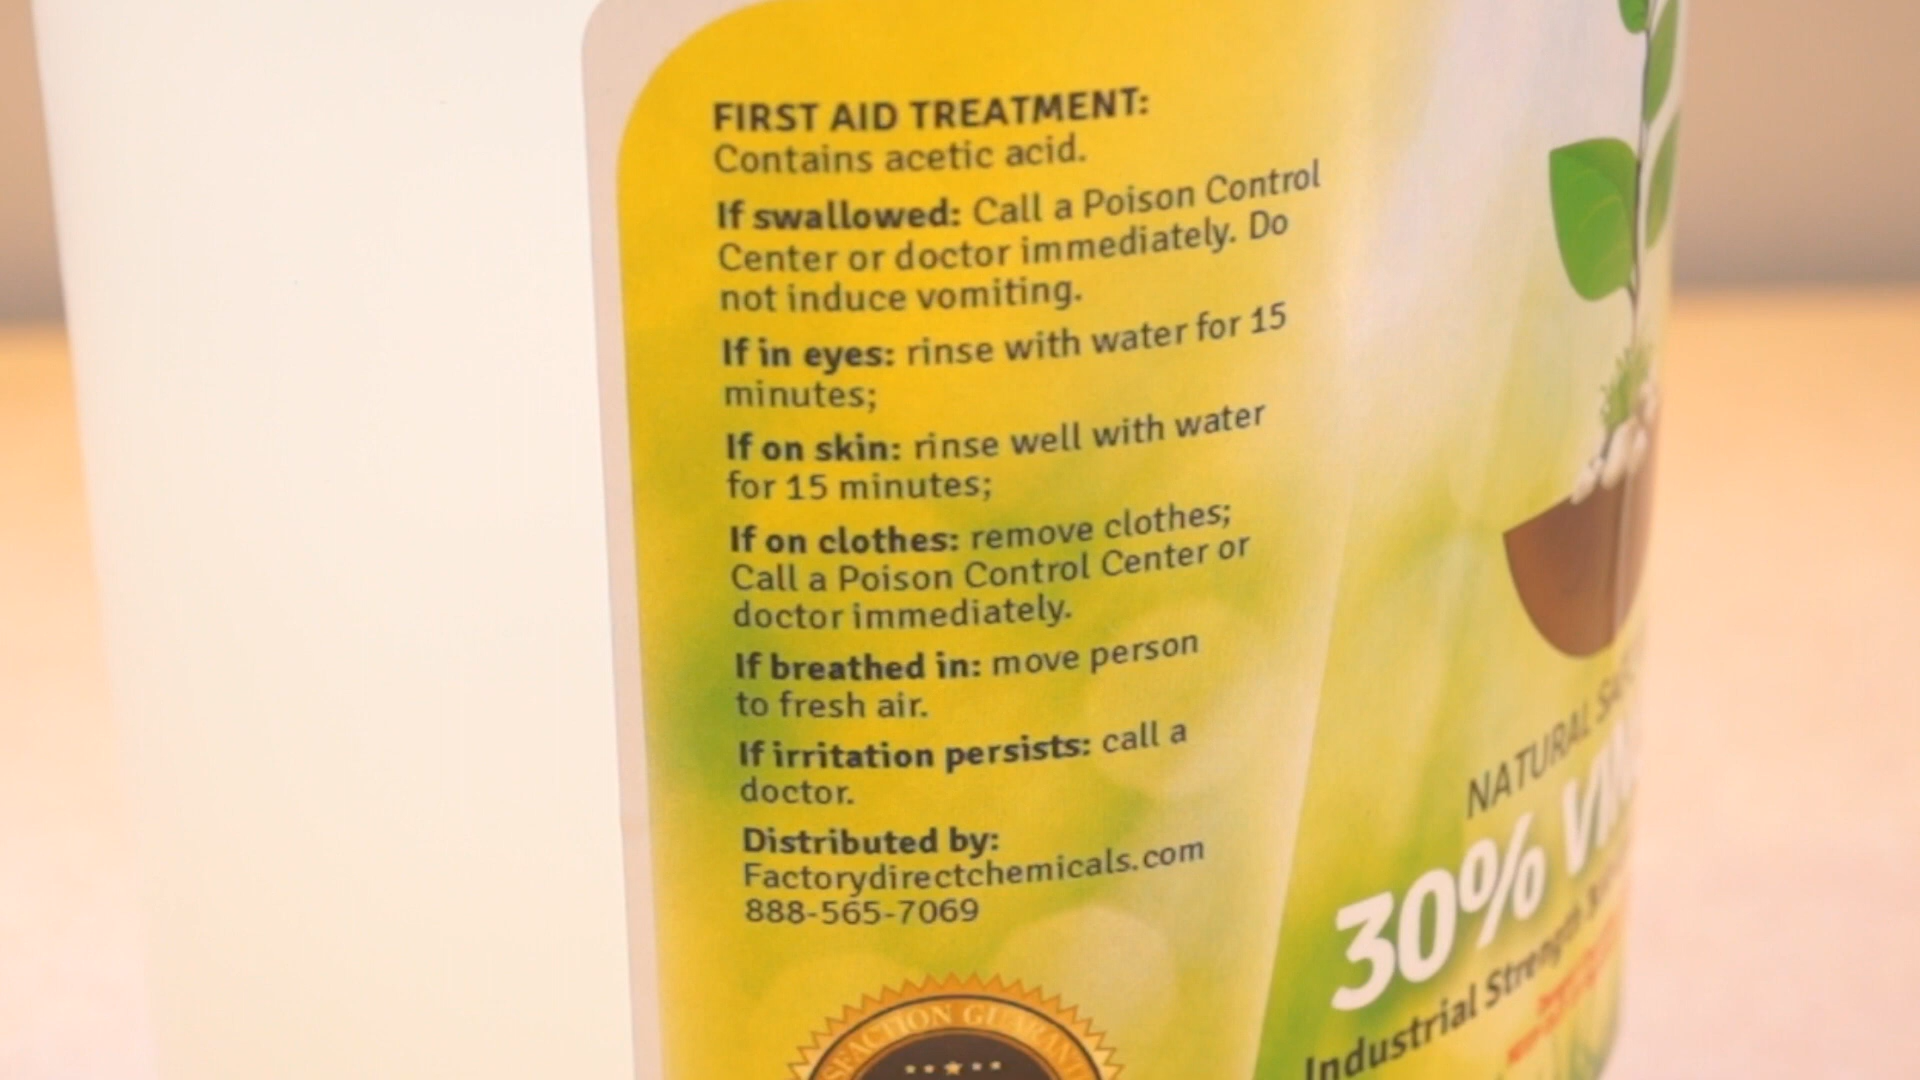 FIRST AID TREATMENT:
Contains acetic acid.
If swallowed: Call a Poison Control
Center or doctor immediately. Do
not induce vomiting.
If in eyes: rinse with water for 15
minutes;
If on skin: rinse well with water
for 15 minutes;
If on clothes: remove clothes;
Call a Poison Control Center or
doctor immediately.
If breathed in: move person
to fresh air.
If irritation persists: call a
doctor.
Distributed by:
Factorydirectchemicals.com
888-565-7069
NATURAL
30%
Industrial Strength